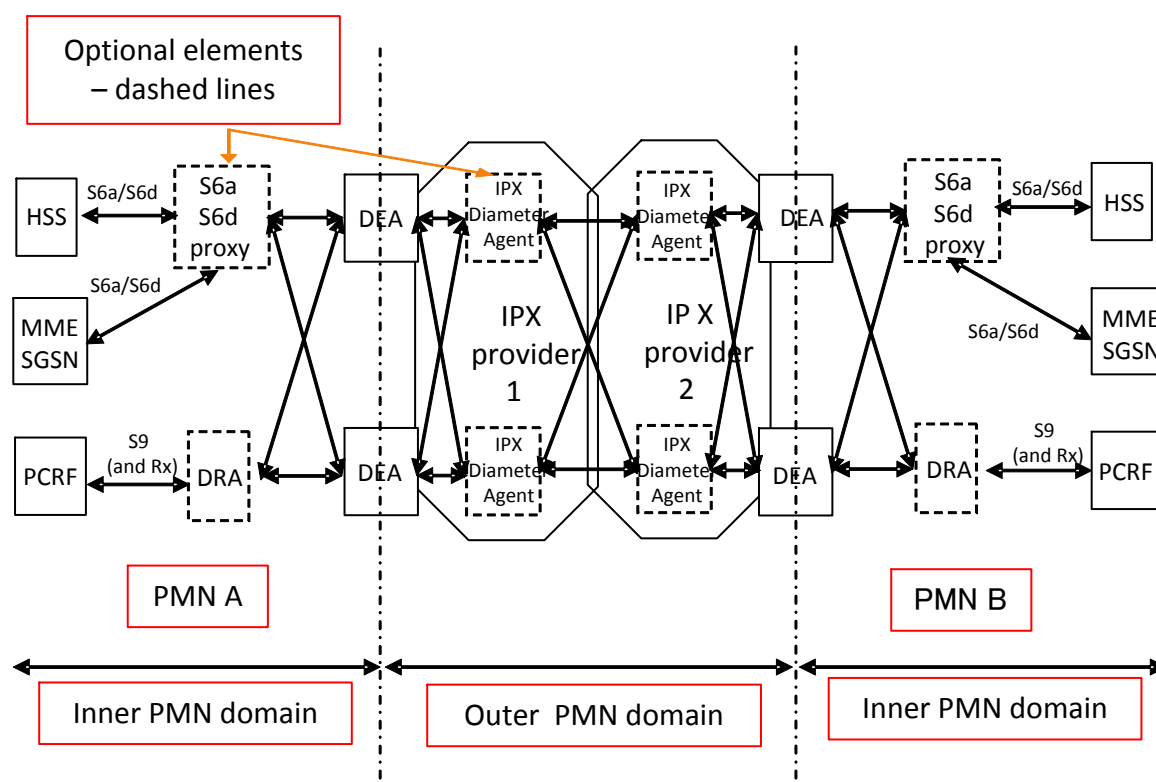 Optional elements
– dashed lines
HSS
S6a/S6d
S6a
S6d
proxy
MME
SGSN
S6a/S6d
PCRF
S9
(and Rx)
DRA
DEA
DEA
IPX
Diameter
Agent
IPX
provider
1
IPX
Diameter
Agent
IPX
Diameter
Agent
IP X
provider
2
IPX
Diameter
Agent
DEA
DEA
S6a
S6d
proxy
S6a/S6d
HSS
S6a/S6d
MME
SGSN
DRA
S9
(and Rx)
PCRF
PMN A
PMN B
Inner PMN domain
Outer PMN domain
Inner PMN domain